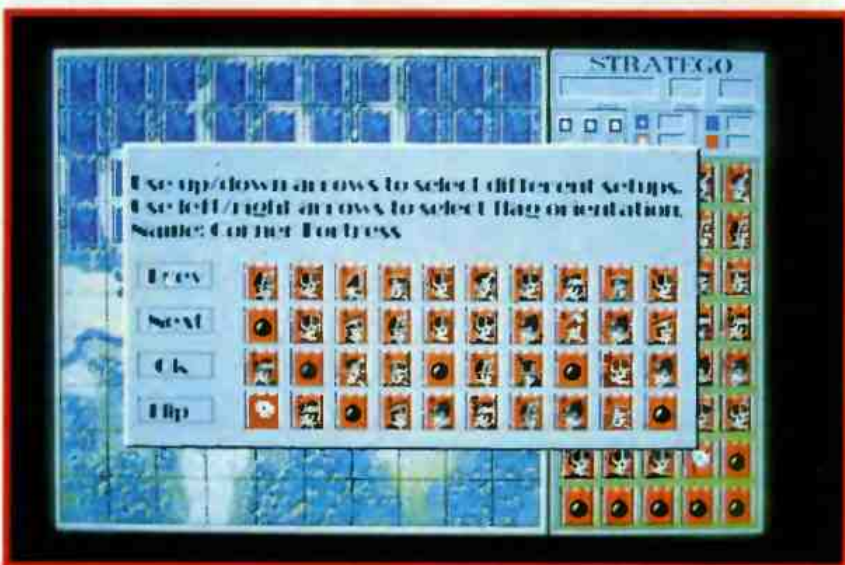 STRATEGO
Use up/down arrows to select different setups.
Use left/right arrows to select flag orientation.
Name: Corner Fortress
Prev
Next
Ok
Flip